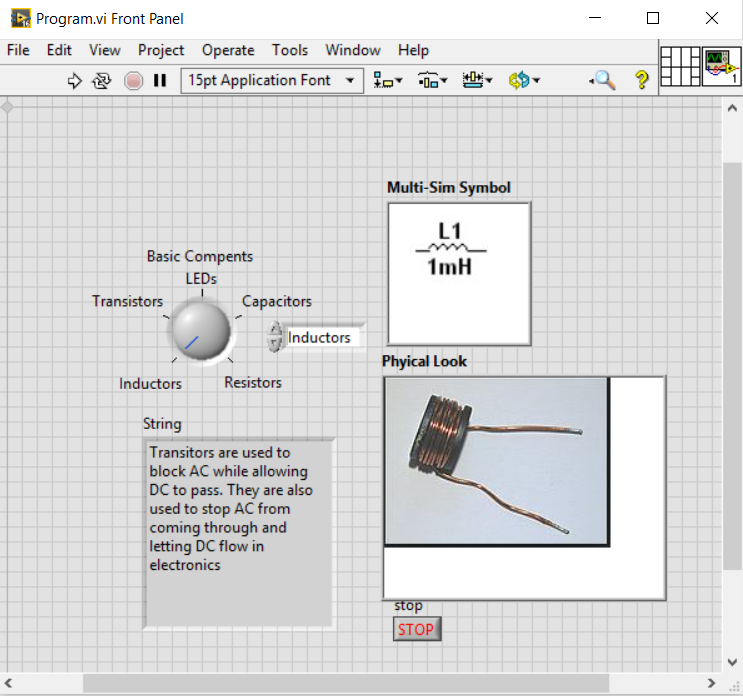 Program.vi Front Panel
File Edit View Project Operate Tools Window Help
15pt Application Font
1
Multi-Sim Symbol
L1
1mH
Basic Compents
LEDs
Transistors
Capacitors
Inductors
Inductors
Resistors
Phyical Look
String
Transitors are used to
block AC while allowing
DC to pass. They are also
used to stop AC from
coming through and
letting DC flow in
electronics
stop
STOP